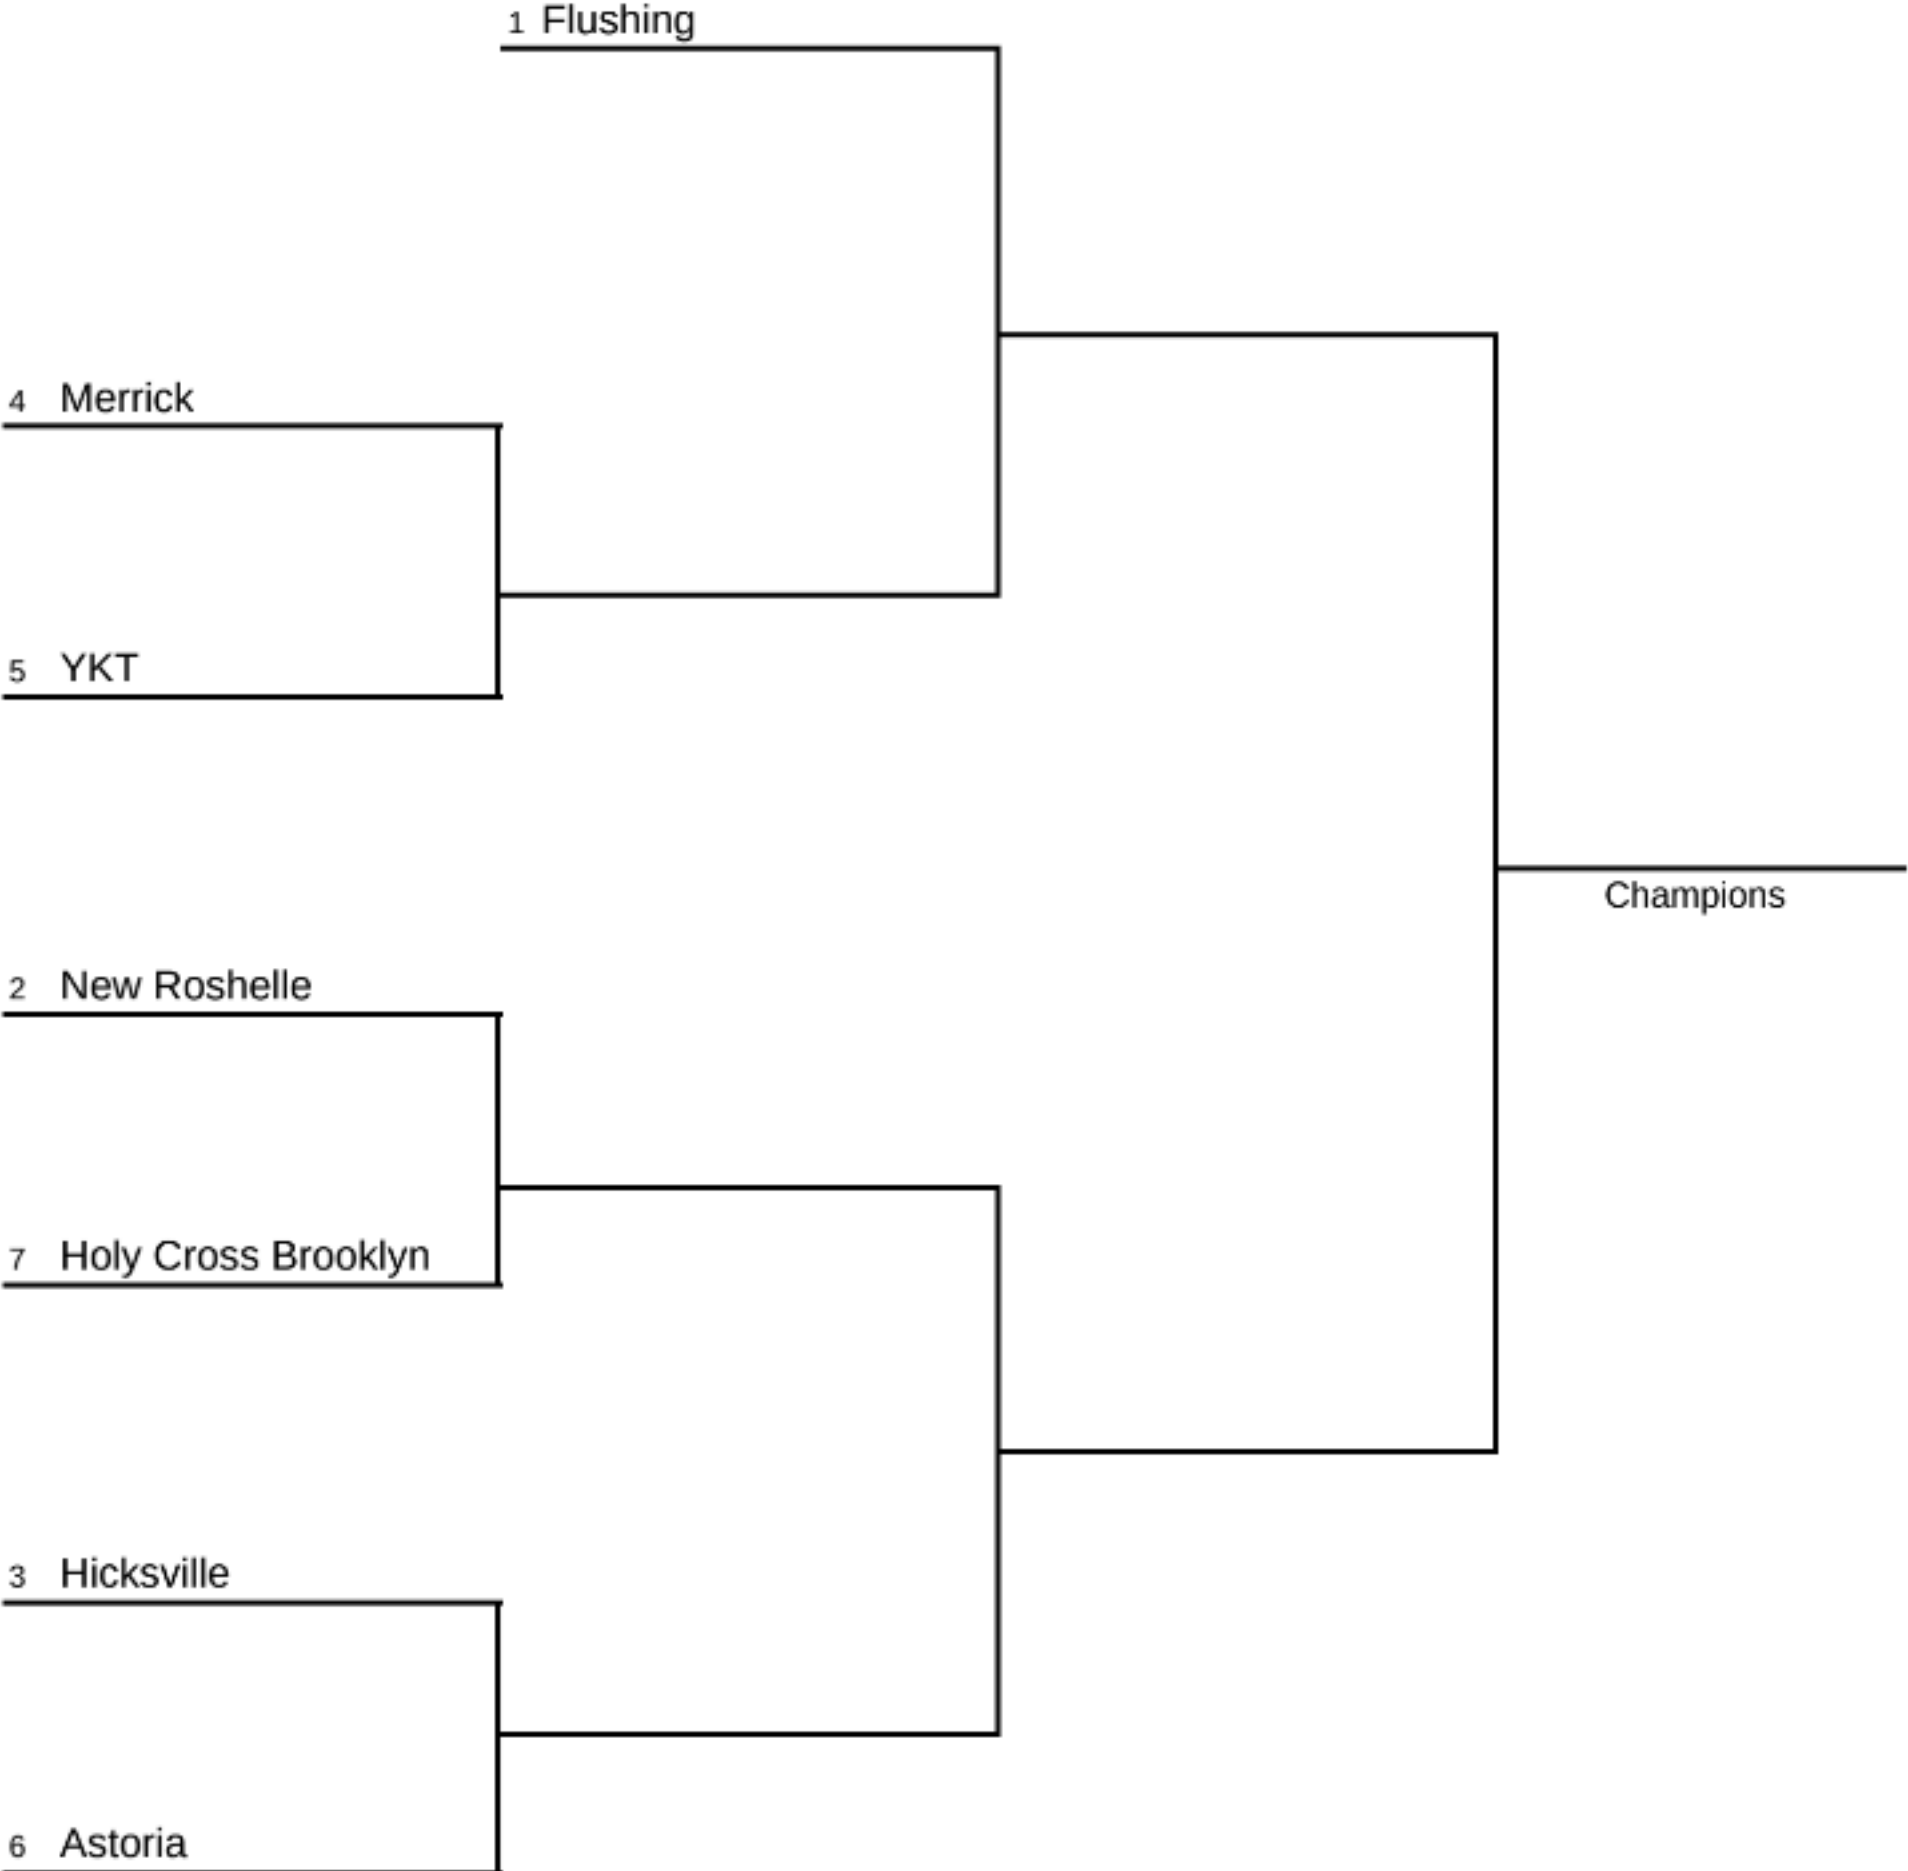 1 Flushing
4 Merrick
5 YKT
Champions
2 New Roshelle
7 Holy Cross Brooklyn
3 Hicksville
6 Astoria